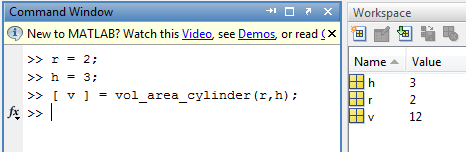 Command Window
New to MATLAB? Watch this Video, see Demos, or read (
>> r = 2;
>> h = 3;
>> [ v ] = vol_area_cylinder(r,h);
fx >>
Workspace
Name Value
h 3
r 2
v 12